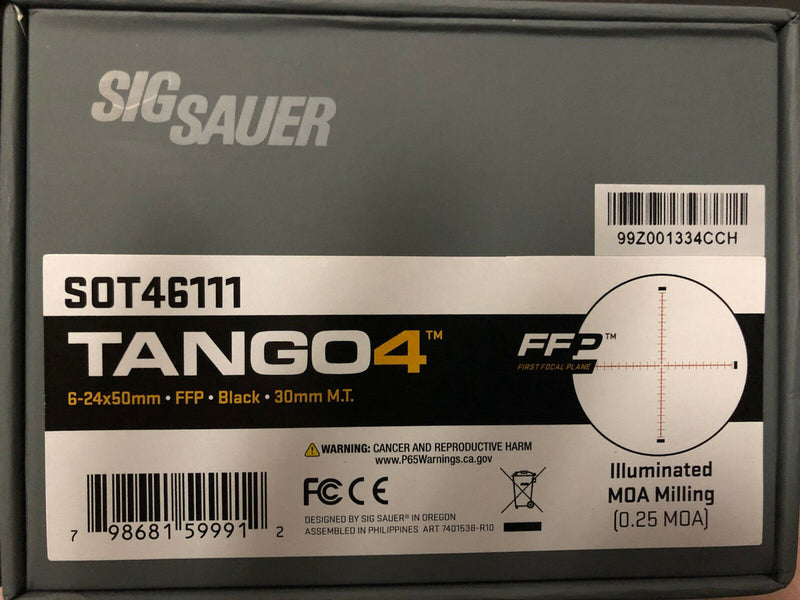 SIG SAUER
99Z001334CCH
SOT46111
TANGO4™
FFP™
FIRST FOCAL PLANE
6-24x50mm • FFP • Black • 30mm M.T.
WARNING: CANCER AND REPRODUCTIVE HARM
www.P65Warnings.ca.gov
FC CE
DESIGNED BY SIG SAUER® IN OREGON
ASSEMBLED IN PHILIPPINES ART 7401538-R10
7 98681 59991 2
Illuminated
MOA Milling
(0.25 MOA)